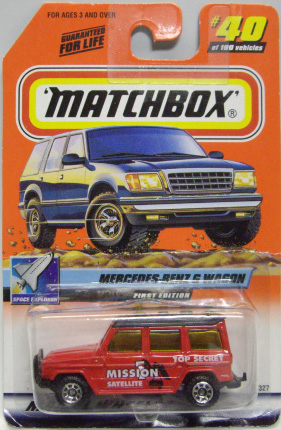 FOR AGES 3 AND OVER
GUARANTEED
FOR LIFE
#40
of 100 vehicles
MATCHBOX®
MERCEDES-BENZ G WAGON
FIRST EDITION
SPACE EXPLORER
TOP SECRET
MISSION
SATELLITE
327